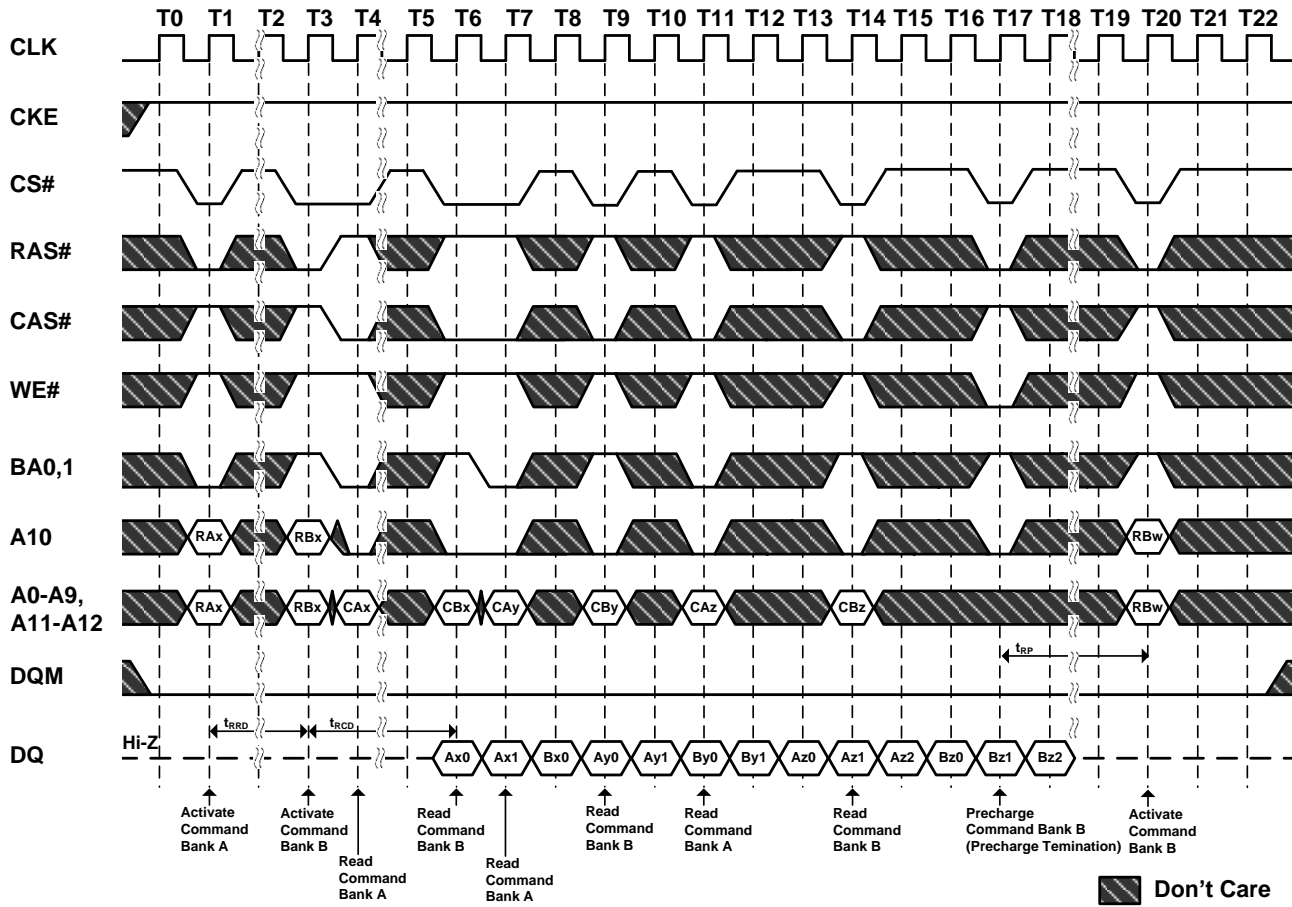 T0 T1 T2 T3 T4 T5 T6 T7 T8 T9 T10 T11 T12 T13 T14 T15 T16 T17 T18 T19 T20 T21 T22
CLK
CKE
CS#
RAS#
CAS#
WE#
BA0,1
A10
RAx RBx RBw
A0-A9,
A11-A12
RAx RBx CAx CBx CAy CBy CAz CBz RBw
tRP
DQM
tRRD tRCD
Hi-Z
DQ
Ax0 Ax1 Bx0 Ay0 Ay1 By0 By1 Az0 Az1 Az2 Bz0 Bz1 Bz2
Activate
Command
Bank A
Activate
Command
Bank B
Read
Command
Bank A
Read
Command
Bank B
Read
Command
Bank A
Read
Command
Bank B
Read
Command
Bank A
Read
Command
Bank B
Precharge
Command Bank B
(Precharge Temination)
Activate
Command
Bank B
Don't Care